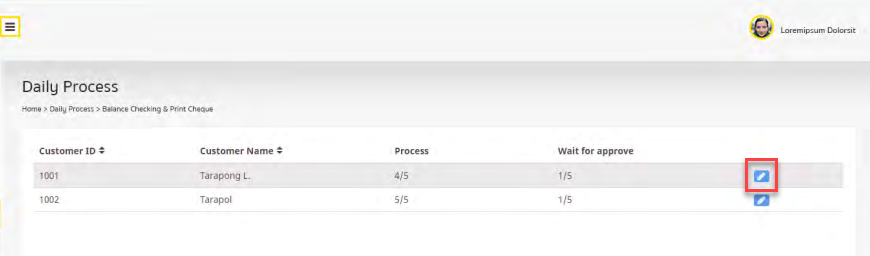 Loremipsum Dolorsit
Daily Process
Home > Daily Process > Balance Checking & Print Cheque
Customer ID Customer Name Process Wait for approve
1001 Tarapong L. 4/5 1/5
1002 Tarapol 5/5 1/5